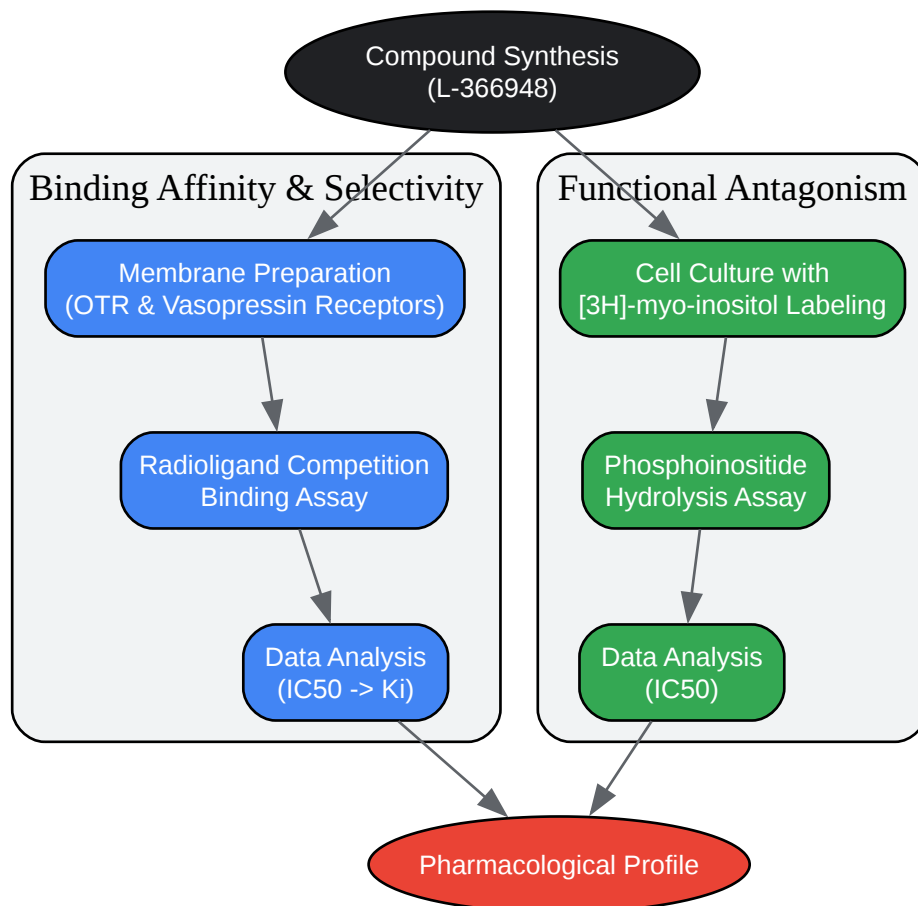 Compound Synthesis
(L-366948)
Binding Affinity & Selectivity
Membrane Preparation
(OTR & Vasopressin Receptors)
Radioligand Competition
Binding Assay
Data Analysis
(IC50 -> Ki)
Functional Antagonism
Cell Culture with
[3H]-myo-inositol Labeling
Phosphoinositide
Hydrolysis Assay
Data Analysis
(IC50)
Pharmacological Profile